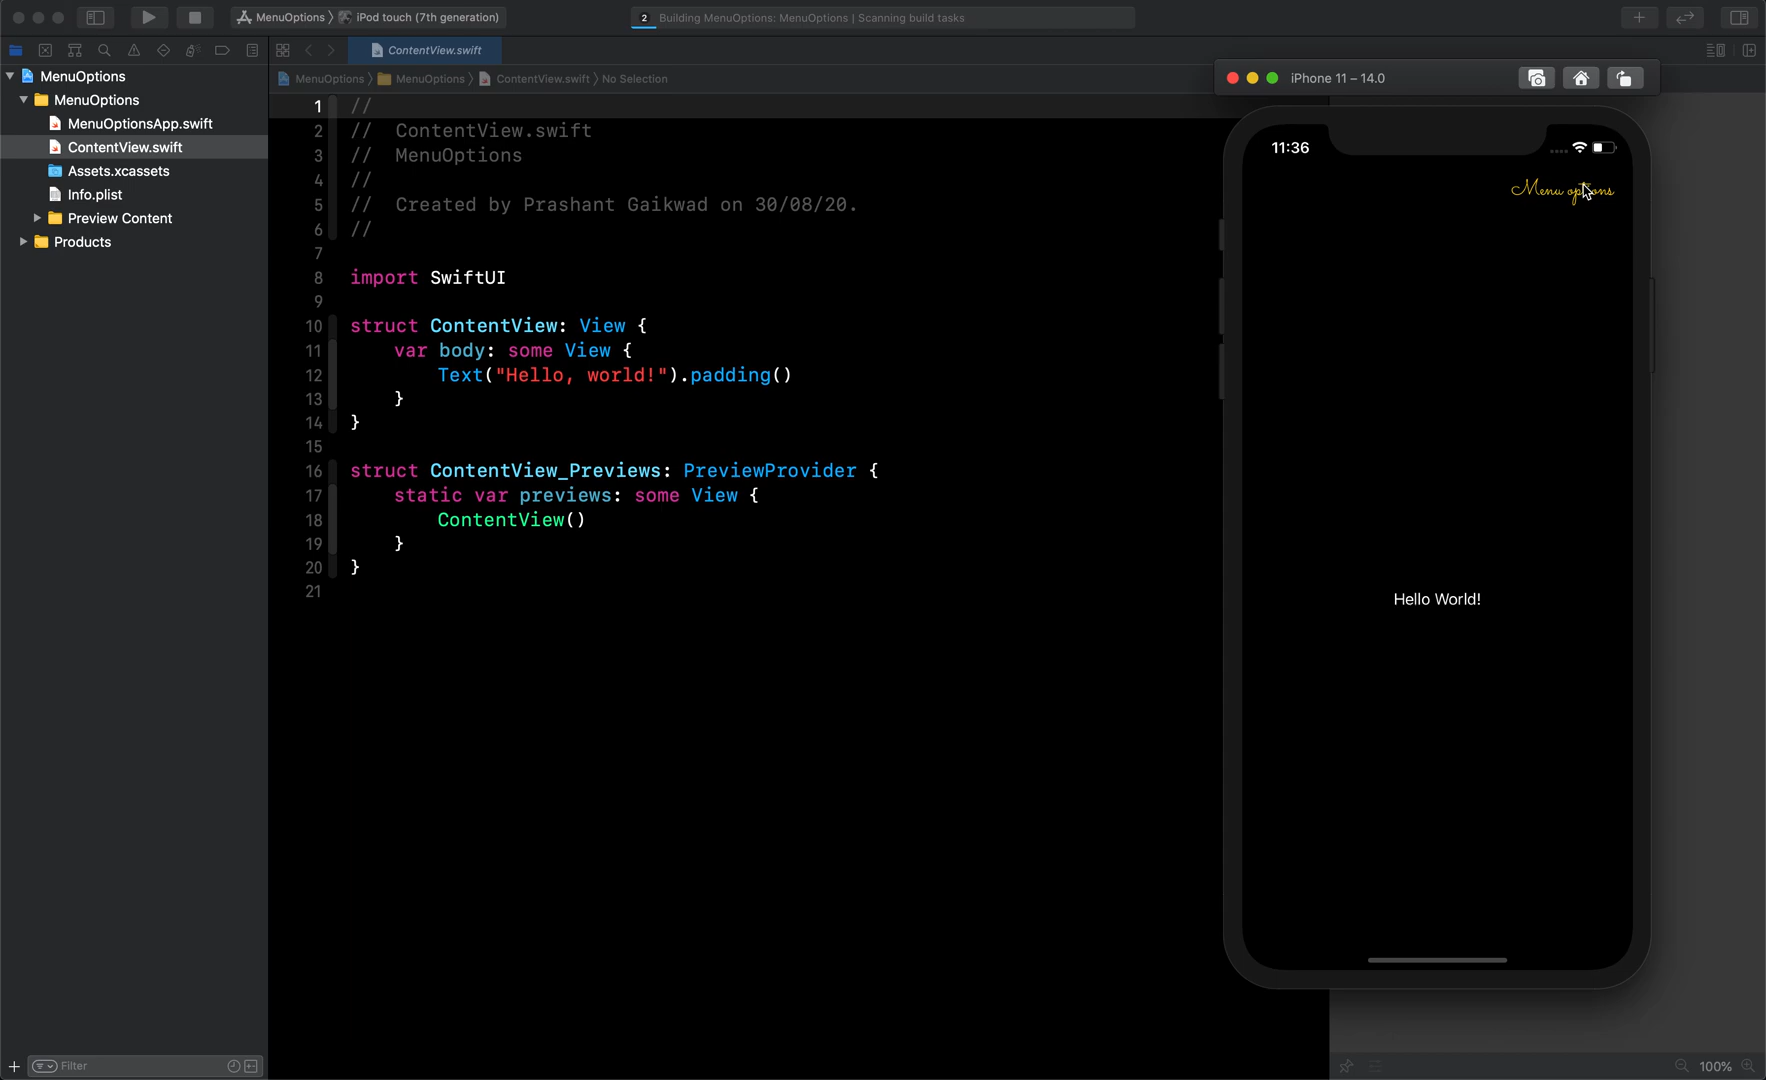 MenuOptions
iPod touch (7th generation)
2
Building MenuOptions: MenuOptions | Scanning build tasks
ContentView.swift
MenuOptions
MenuOptions
ContentView.swift
No Selection
MenuOptions
MenuOptions
MenuOptionsApp.swift
ContentView.swift
Assets.xcassets
Info.plist
Preview Content
Products
1 //
2 //  ContentView.swift
3 //  MenuOptions
4 //
5 //  Created by Prashant Gaikwad on 30/08/20.
6 //
7
8 import SwiftUI
9
10 struct ContentView: View {
11     var body: some View {
12         Text("Hello, world!").padding()
13     }
14 }
15
16 struct ContentView_Previews: PreviewProvider {
17     static var previews: some View {
18         ContentView()
19     }
20 }
21
iPhone 11 – 14.0
11:36
Menu options
Hello World!
Filter
100%